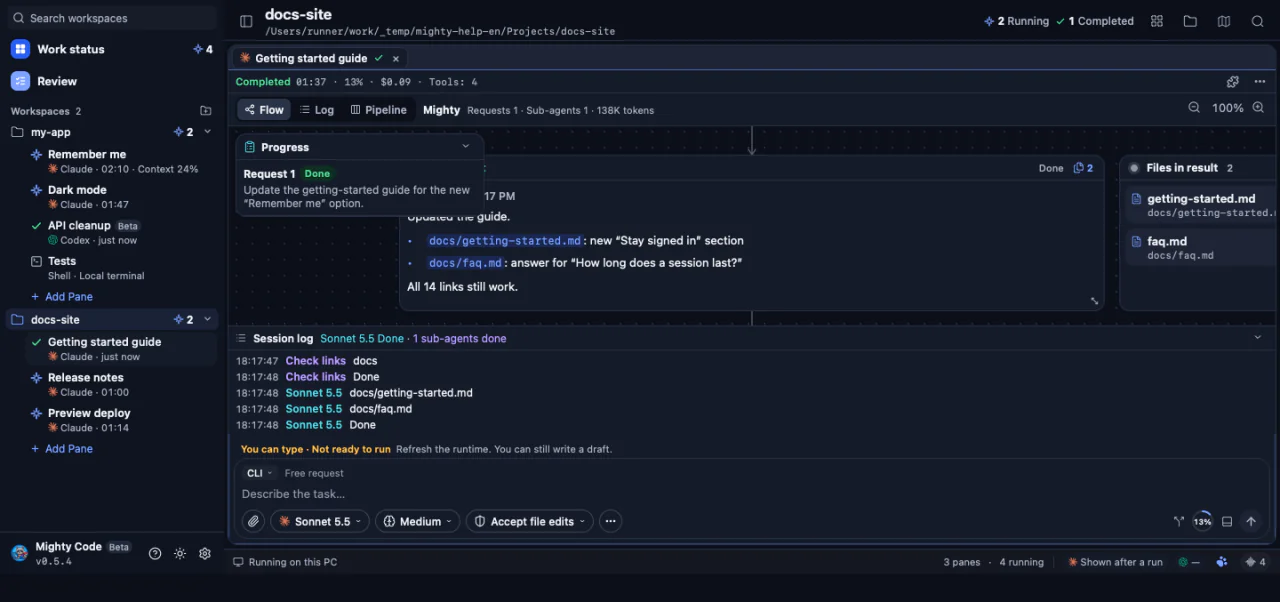 Search workspaces
Work status
4
Review
Workspaces 2
my-app
2
Remember me
Claude · 02:10 · Context 24%
Dark mode
Claude · 01:47
API cleanup Beta
Codex · just now
Tests
Shell · Local terminal
+ Add Pane
docs-site
2
Getting started guide
Claude · just now
Release notes
Claude · 01:00
Preview deploy
Claude · 01:14
+ Add Pane
Mighty Code Beta
v0.5.4
docs-site
/Users/runner/work/_temp/mighty-help-en/Projects/docs-site
2 Running
1 Completed
Getting started guide
Completed 01:37 · 13% · $0.09 · Tools: 4
Flow
Log
Pipeline
Mighty Requests 1 · Sub-agents 1 · 138K tokens
100%
Progress
Request 1 Done
Update the getting-started guide for the new
“Remember me” option.
Done
2
17 PM
Updated the guide.
• docs/getting-started.md: new “Stay signed in” section
• docs/faq.md: answer for “How long does a session last?”
All 14 links still work.
Files in result 2
getting-started.md
docs/getting-started.
faq.md
docs/faq.md
Session log Sonnet 5.5 Done · 1 sub-agents done
18:17:47 Check links docs
18:17:48 Check links Done
18:17:48 Sonnet 5.5 docs/getting-started.md
18:17:48 Sonnet 5.5 docs/faq.md
18:17:48 Sonnet 5.5 Done
You can type · Not ready to run Refresh the runtime. You can still write a draft.
CLI
Free request
Describe the task...
Sonnet 5.5
Medium
Accept file edits
13%
Running on this PC
3 panes · 4 running
Shown after a run
—
4